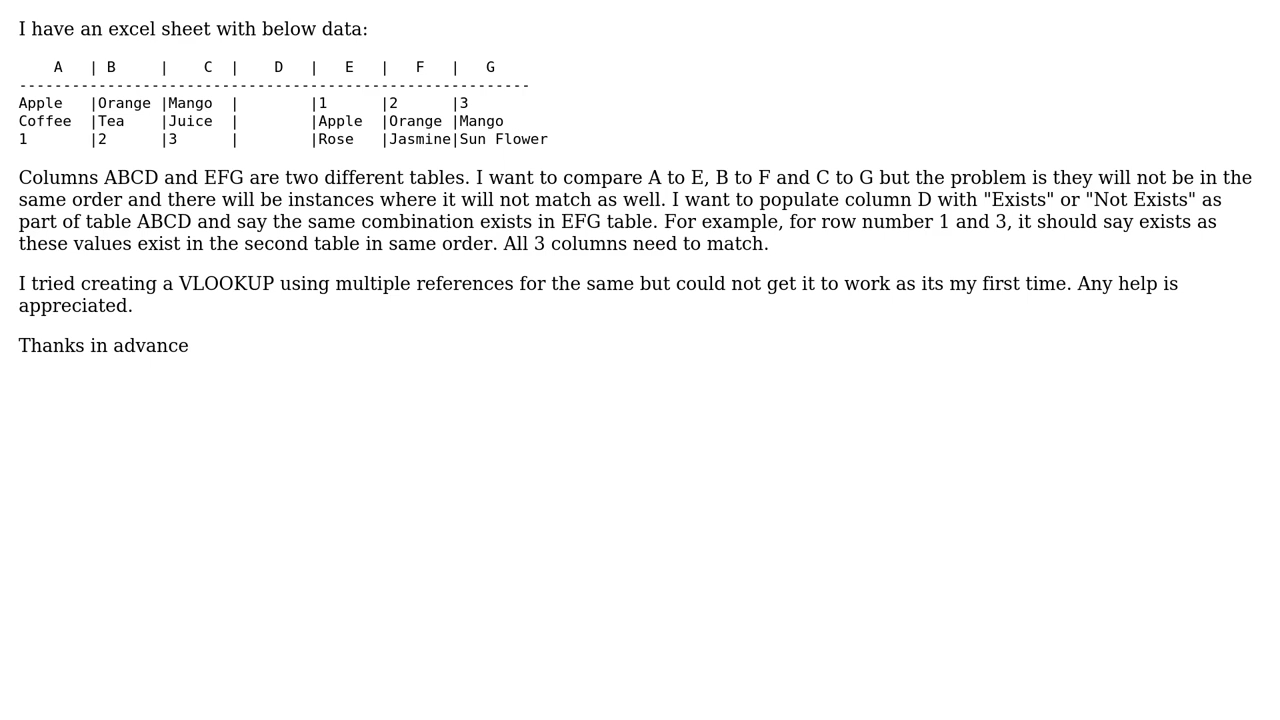 I have an excel sheet with below data:
    A   | B     |    C  |    D   |   E   |   F   |   G
----------------------------------------------------------
Apple   |Orange |Mango  |        |1      |2      |3
Coffee  |Tea    |Juice  |        |Apple  |Orange |Mango
1       |2      |3      |        |Rose   |Jasmine|Sun Flower
Columns ABCD and EFG are two different tables. I want to compare A to E, B to F and C to G but the problem is they will not be in the
same order and there will be instances where it will not match as well. I want to populate column D with "Exists" or "Not Exists" as
part of table ABCD and say the same combination exists in EFG table. For example, for row number 1 and 3, it should say exists as
these values exist in the second table in same order. All 3 columns need to match.
I tried creating a VLOOKUP using multiple references for the same but could not get it to work as its my first time. Any help is
appreciated.
Thanks in advance